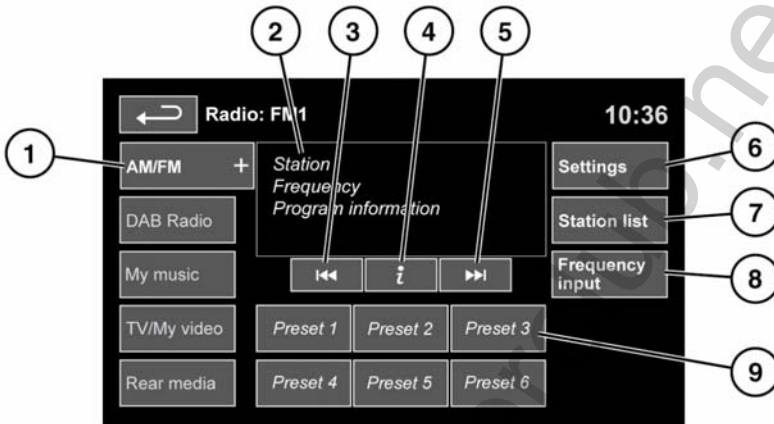 2 3 4 5
Radio: FM1 10:36
1 AM/FM + Station Settings 6
Frequency
Program information
DAB Radio Station list 7
My music i Frequency input 8
TV/My video Preset 1 Preset 2 Preset 3 9
Rear media Preset 4 Preset 5 Preset 6